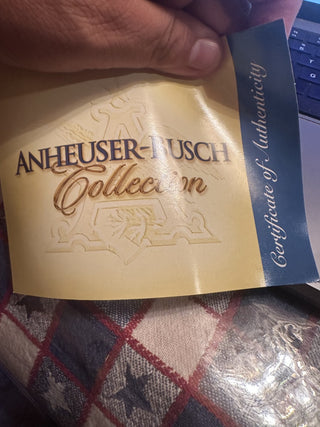 ANHEUSER-BUSCH
Collection
Certificate of Authenticity